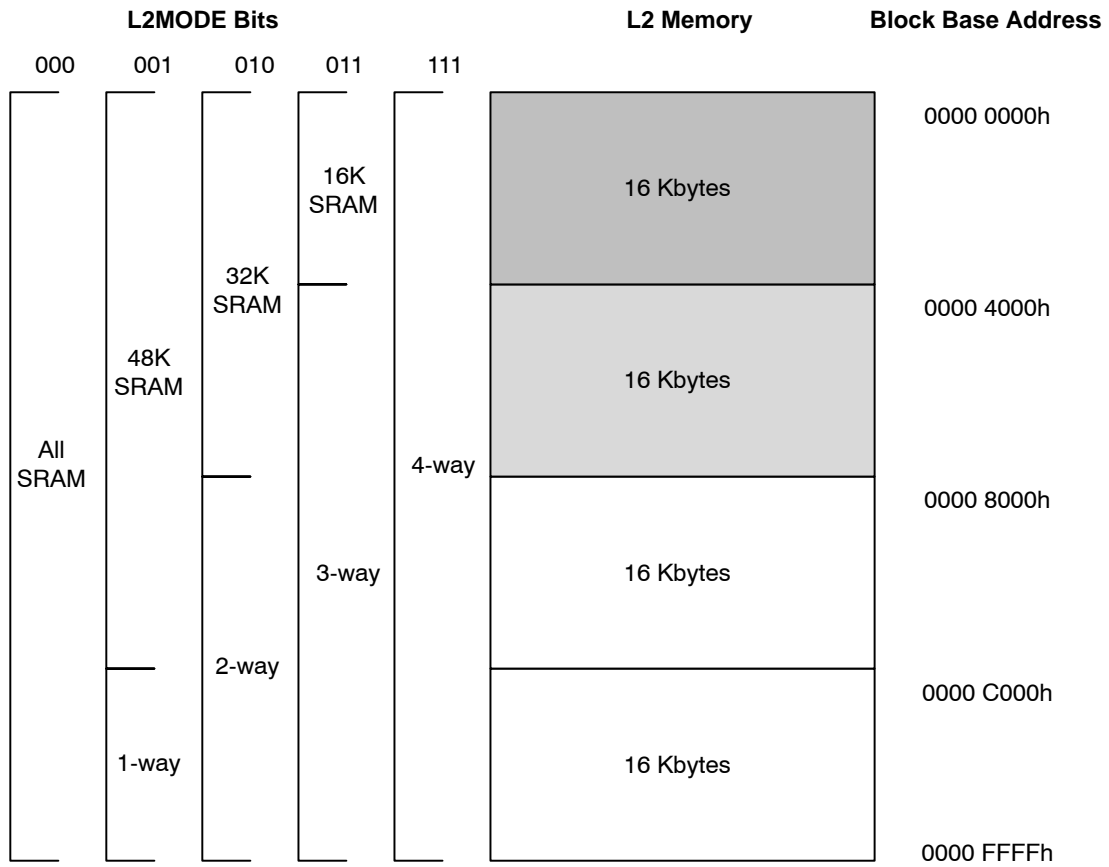 L2MODE Bits L2 Memory Block Base Address
000 001 010 011 111
0000 0000h
16K
SRAM
16 Kbytes
32K
SRAM
0000 4000h
48K
SRAM
16 Kbytes
All
SRAM
4-way
0000 8000h
3-way
16 Kbytes
2-way
0000 C000h
1-way
16 Kbytes
0000 FFFFh